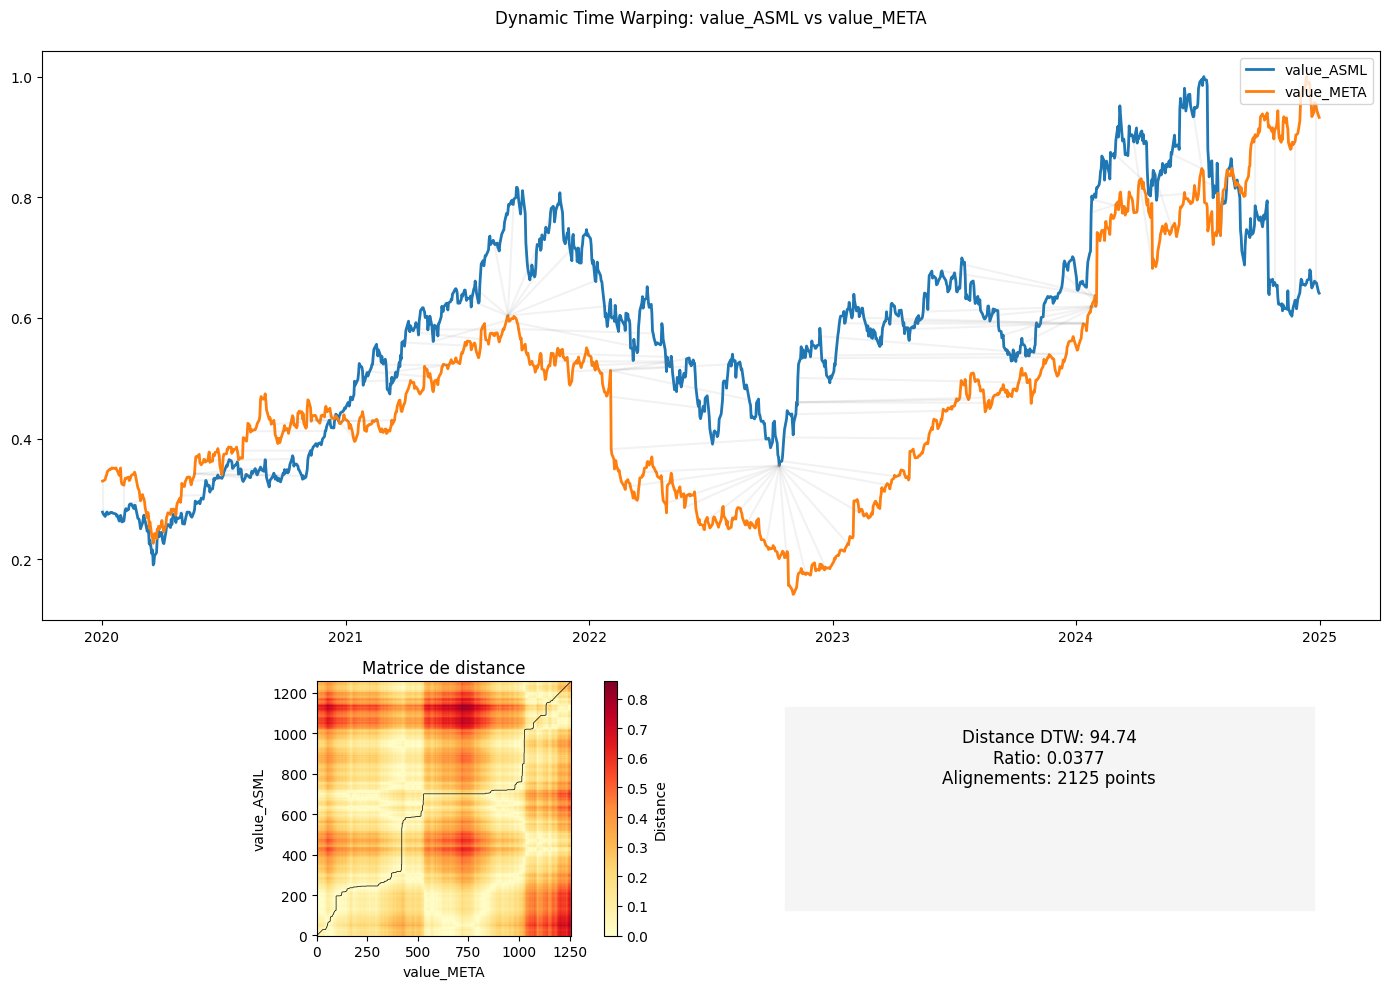 Dynamic Time Warping: value_ASML vs value_META
1.0
0.8
0.6
0.4
0.2
value_ASML
value_META
2020 2021 2022 2023 2024 2025
Matrice de distance
value_ASML
1200
1000
800
600
400
200
0
0 250 500 750 1000 1250
value_META
0.8
0.7
0.6
0.5
0.4
0.3
0.2
0.1
0.0
Distance
Distance DTW: 94.74
Ratio: 0.0377
Alignements: 2125 points